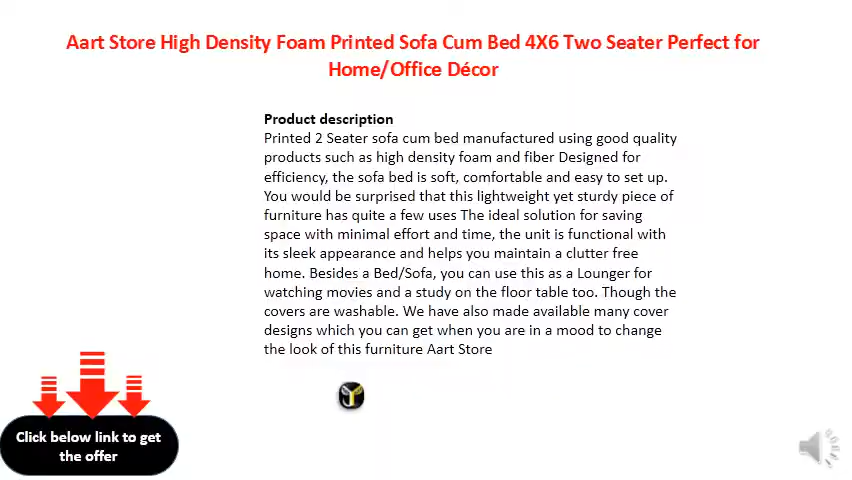 Aart Store High Density Foam Printed Sofa Cum Bed 4X6 Two Seater Perfect for
Home/Office Décor
Product description
Printed 2 Seater sofa cum bed manufactured using good quality
products such as high density foam and fiber Designed for
efficiency, the sofa bed is soft, comfortable and easy to set up.
You would be surprised that this lightweight yet sturdy piece of
furniture has quite a few uses The ideal solution for saving
space with minimal effort and time, the unit is functional with
its sleek appearance and helps you maintain a clutter free
home. Besides a Bed/Sofa, you can use this as a Lounger for
watching movies and a study on the floor table too. Though the
covers are washable. We have also made available many cover
designs which you can get when you are in a mood to change
the look of this furniture Aart Store
Click below link to get
the offer